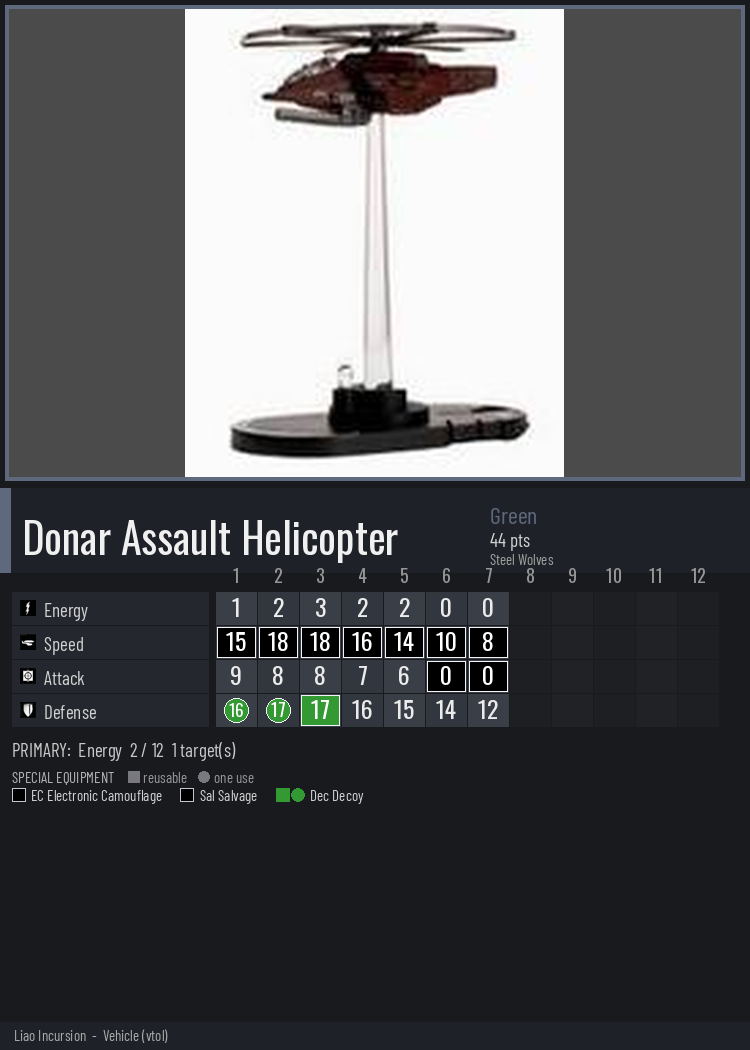 Donar Assault Helicopter
Green
44 pts
Steel Wolves
1 2 3 4 5 6 7 8 9 10 11 12
Energy 1 2 3 2 2 0 0
Speed 15 18 18 16 14 10 8
Attack 9 8 8 7 6 0 0
Defense 16 17 17 16 15 14 12
PRIMARY: Energy 2 / 12 1 target(s)
SPECIAL EQUIPMENT reusable one use
EC Electronic Camouflage Sal Salvage Dec Decoy
Liao Incursion - Vehicle (vtol)